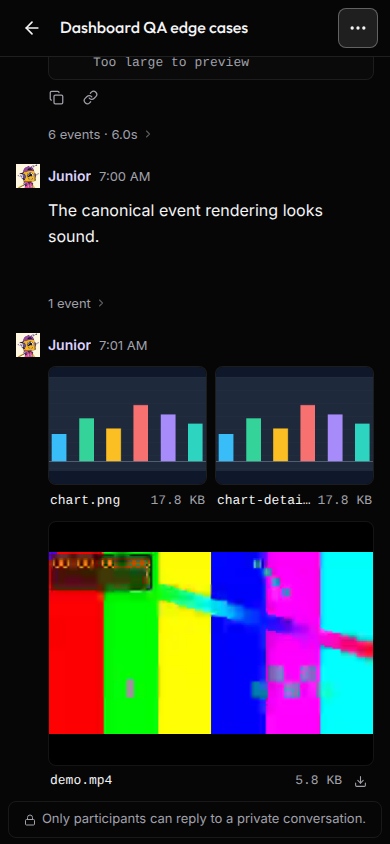 Dashboard QA edge cases
Too large to preview
6 events · 6.0s
Junior 7:00 AM
The canonical event rendering looks
sound.
1 event
Junior 7:01 AM
chart.png 17.8 KB
chart-detai… 17.8 KB
demo.mp4 5.8 KB
Only participants can reply to a private conversation.